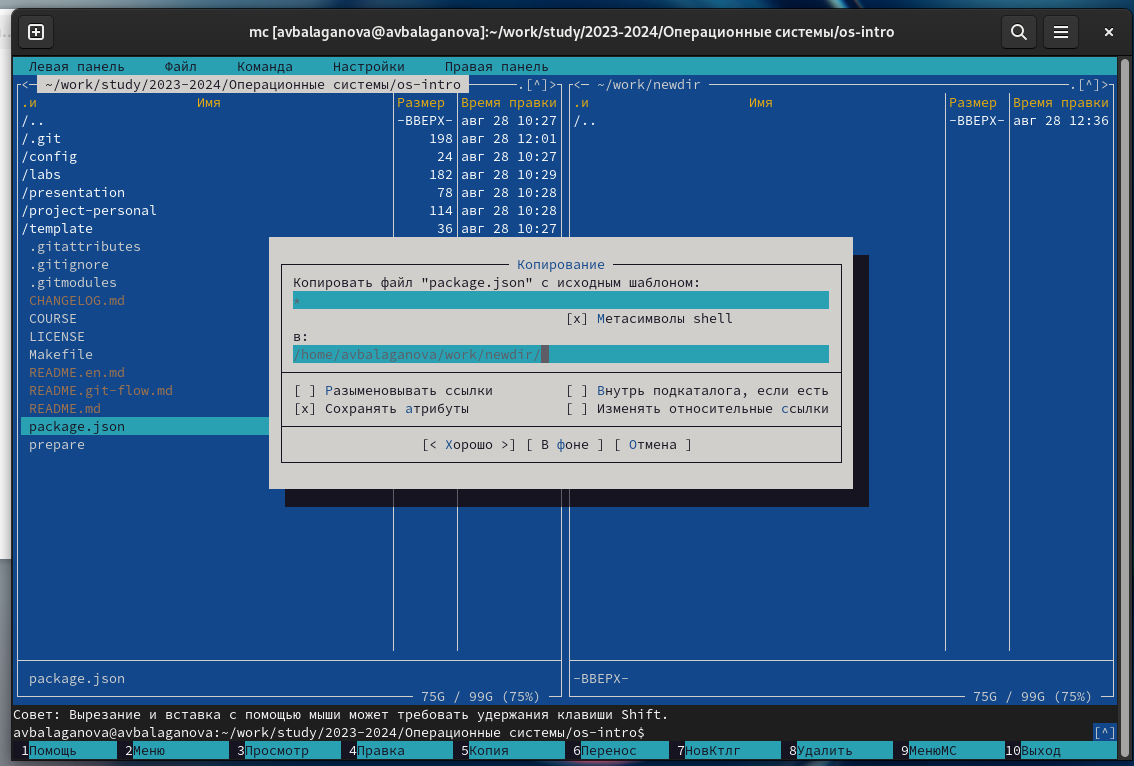 mc [avbalaganova@avbalaganova]:~/work/study/2023-2024/Операционные системы/os-intro
Левая панель Файл Команда Настройки Правая панель
<─ ~/work/study/2023-2024/Операционные системы/os-intro .[^]> <─ ~/work/newdir .[^]>
.и Имя Размер Время правки .и Имя Размер Время правки
/.. -ВВЕРХ- авг 28 10:27 /.. -ВВЕРХ- авг 28 12:36
/.git 198 авг 28 12:01
/config 24 авг 28 10:27
/labs 182 авг 28 10:29
/presentation 78 авг 28 10:28
/project-personal 114 авг 28 10:28
/template 36 авг 28 10:27
.gitattributes
.gitignore
.gitmodules
CHANGELOG.md
COURSE
LICENSE
Makefile
README.en.md
README.git-flow.md
README.md
package.json
prepare
Копирование
Копировать файл "package.json" с исходным шаблоном:
*
[x] Метасимволы shell
в:
/home/avbalaganova/work/newdir/
[ ] Разыменовывать ссылки [ ] Внутрь подкаталога, если есть
[x] Сохранять атрибуты [ ] Изменять относительные ссылки
[< Хорошо >] [ В фоне ] [ Отмена ]
package.json -ВВЕРХ-
75G / 99G (75%) 75G / 99G (75%)
Совет: Вырезание и вставка с помощью мыши может требовать удержания клавиши Shift.
avbalaganova@avbalaganova:~/work/study/2023-2024/Операционные системы/os-intro$ [^]
1Помощь 2Меню 3Просмотр 4Правка 5Копия 6Перенос 7НовКтлг 8Удалить 9МенюМС 10Выход